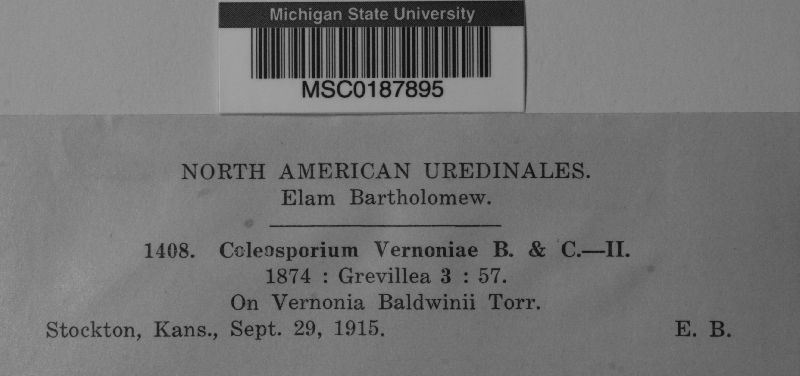 Michigan State University
MSC0187895
NORTH AMERICAN UREDINALES.
Elam Bartholomew.
1408. Coleosporium Vernoniae B. & C.—II.
1874 : Grevillea 3 : 57.
On Vernonia Baldwinii Torr.
Stockton, Kans., Sept. 29, 1915. E. B.